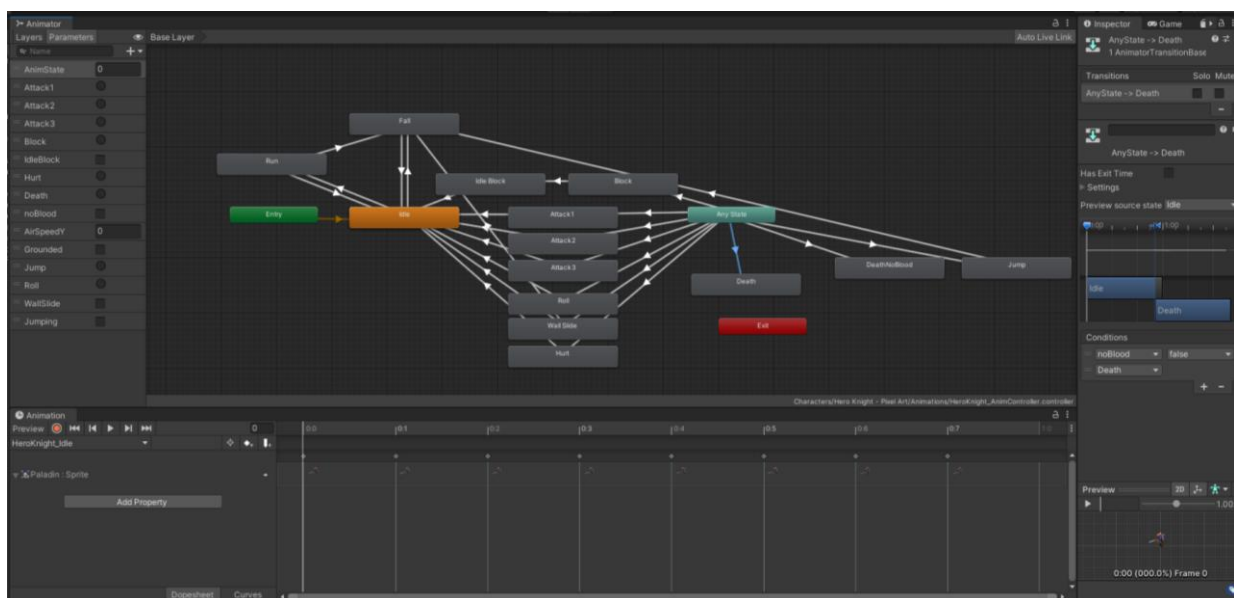 Animator
Layers Parameters
Base Layer
Auto Live Link
Name
AnimState 0
Attack1
Attack2
Attack3
Block
IdleBlock
Hurt
Death
noBlood
AirSpeedY 0
Grounded
Jump
Roll
WallSlide
Jumping
Fall
Run
Idle Block
Block
Entry
Idle
Attack1
Any State
Attack2
Attack3
DeathNoBlood
Jump
Death
Roll
Wall Slide
Exit
Hurt
Characters/Hero Knight - Pixel Art/Animations/HeroKnight_AnimController.controller
Inspector Game
AnyState -> Death
1 AnimatorTransitionBase
Transitions Solo Mute
AnyState -> Death
AnyState -> Death
Has Exit Time
Settings
Preview source state Idle
Idle
Death
Conditions
noBlood false
Death
Animation
Preview 0
HeroKnight_Idle
Paladin : Sprite
Add Property
Dopesheet Curves
Preview 2D
1.00
0:00 (000.0%) Frame 0